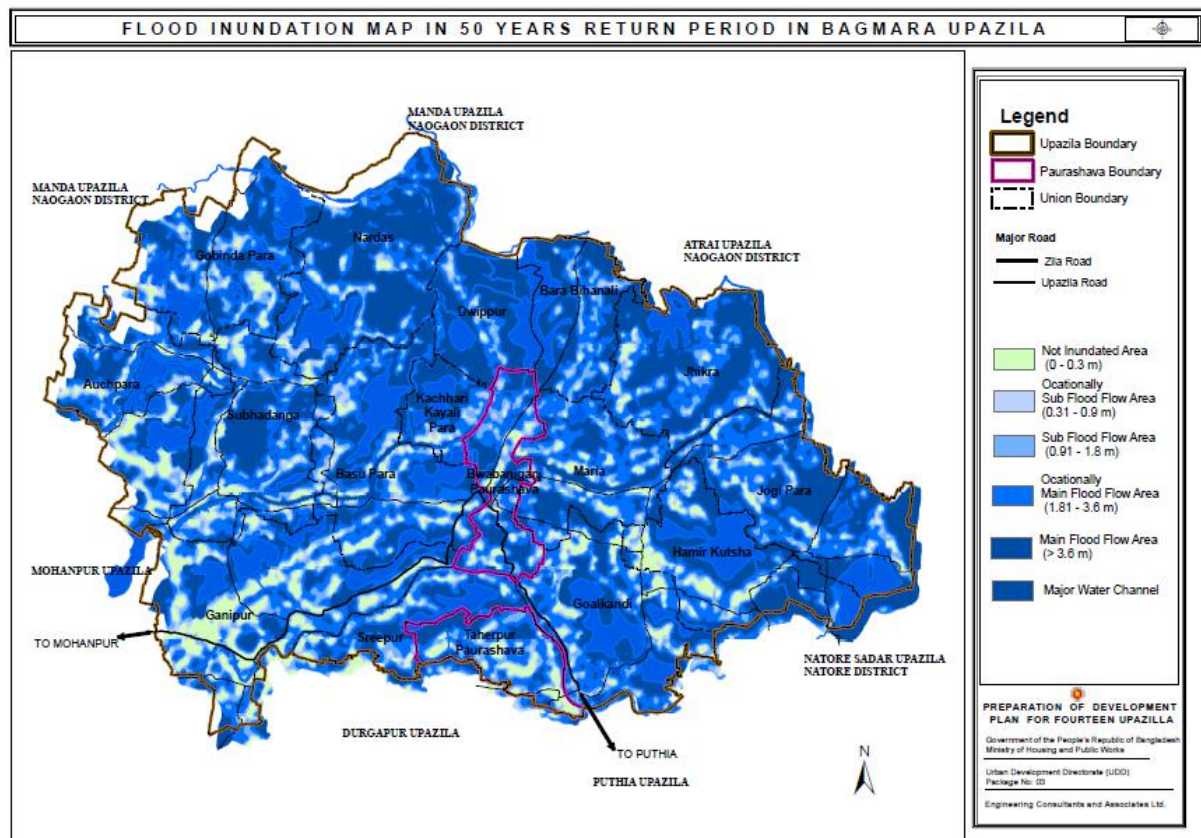 FLOOD INUNDATION MAP IN 50 YEARS RETURN PERIOD IN BAGMARA UPAZILA
MANDA UPAZILA
NAOGAON DISTRICT
MANDA UPAZILA
NAOGAON DISTRICT
ATRAI UPAZILA
NAOGAON DISTRICT
Nardas
Gobinda Para
Bara Bihanali
Dwippur
Jhikra
Auchpara
Kachhari
Kayali
Para
Subhadanga
Basu Para
Bwabaniganj
Paurashava
Maria
Jogi Para
Hamir Kutsha
MOHANPUR UPAZILA
Ganipur
Goalkandi
Sreepur
Taherpur
Paurashava
TO MOHANPUR
NATORE SADAR UPAZILA
NATORE DISTRICT
DURGAPUR UPAZILA
TO PUTHIA
PUTHIA UPAZILA
N
Legend
Upazila Boundary
Paurashava Boundary
Union Boundary
Major Road
Zila Road
Upazila Road
Not Inundated Area
(0 - 0.3 m)
Ocationally
Sub Flood Flow Area
(0.31 - 0.9 m)
Sub Flood Flow Area
(0.91 - 1.8 m)
Ocationally
Main Flood Flow Area
(1.81 - 3.6 m)
Main Flood Flow Area
(> 3.6 m)
Major Water Channel
PREPARATION OF DEVELOPMENT
PLAN FOR FOURTEEN UPAZILLA
Government of the People's Republic of Bangladesh
Ministry of Housing and Public Works
Urban Development Directorate (UDD)
Package No: 03
Engineering Consultants and Associates Ltd.